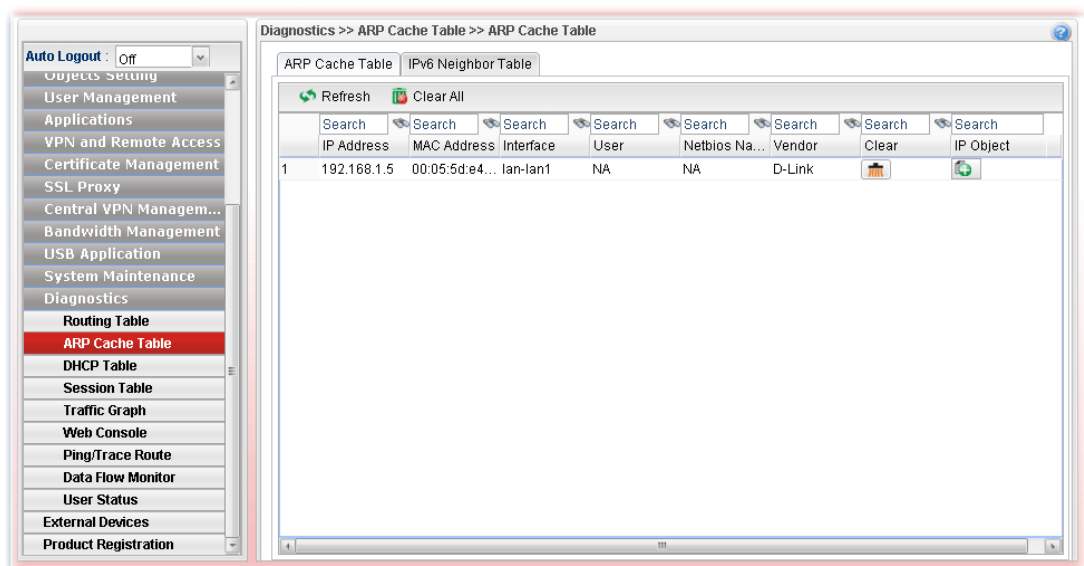 Diagnostics >> ARP Cache Table >> ARP Cache Table
Auto Logout : Off
Objects Setting
User Management
Applications
VPN and Remote Access
Certificate Management
SSL Proxy
Central VPN Managem...
Bandwidth Management
USB Application
System Maintenance
Diagnostics
Routing Table
ARP Cache Table
DHCP Table
Session Table
Traffic Graph
Web Console
Ping/Trace Route
Data Flow Monitor
User Status
External Devices
Product Registration
ARP Cache Table IPv6 Neighbor Table
Refresh Clear All
Search Search Search Search Search Search Search Search
IP Address MAC Address Interface User Netbios Na... Vendor Clear IP Object
1 192.168.1.5 00:05:5d:e4... lan-lan1 NA NA D-Link